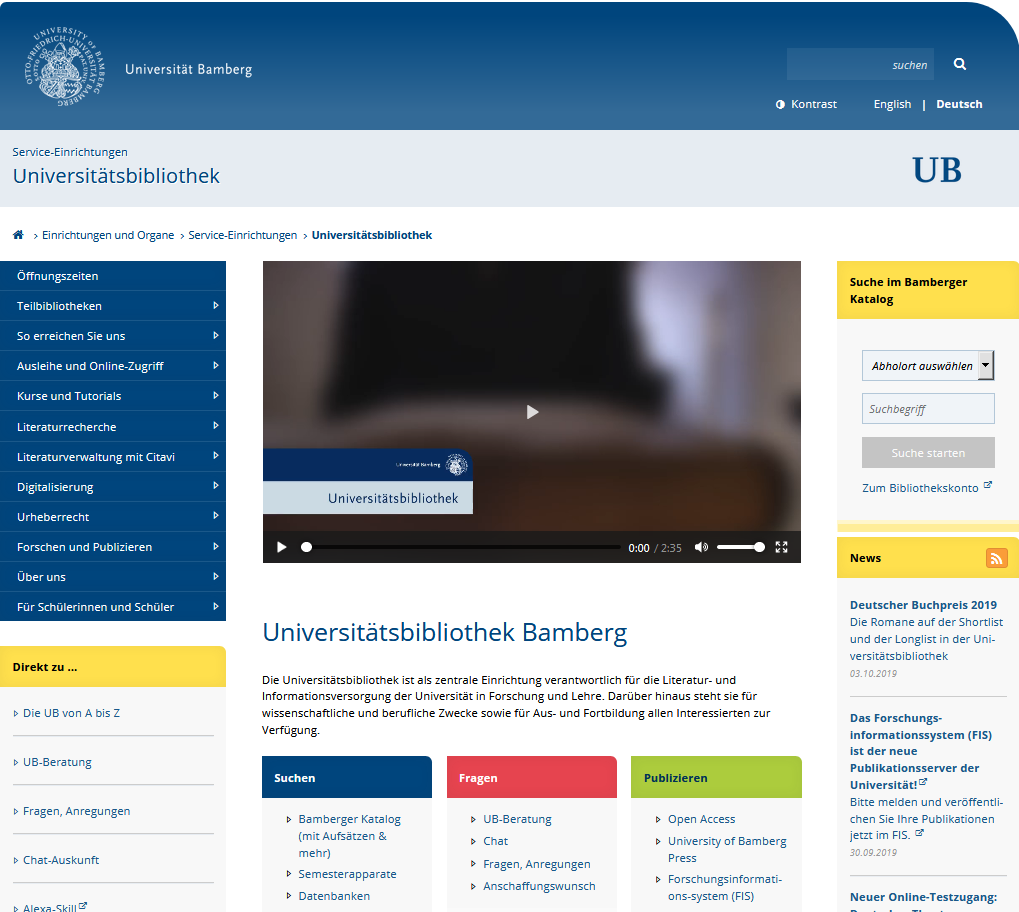 UNIVERSITY of BAMBERG
OTTO-FRIEDRICH-UNIVERSITÄT BAMBERG
Universität Bamberg
suchen
Kontrast
English | Deutsch
Service-Einrichtungen
Universitätsbibliothek
UB
› Einrichtungen und Organe › Service-Einrichtungen › Universitätsbibliothek
Öffnungszeiten
Teilbibliotheken
So erreichen Sie uns
Ausleihe und Online-Zugriff
Kurse und Tutorials
Literaturrecherche
Literaturverwaltung mit Citavi
Digitalisierung
Urheberrecht
Forschen und Publizieren
Über uns
Für Schülerinnen und Schüler
Direkt zu ...
Die UB von A bis Z
UB-Beratung
Fragen, Anregungen
Chat-Auskunft
Alexa-Skill
Universität Bamberg
Universitätsbibliothek
0:00 / 2:35
Universitätsbibliothek Bamberg
Die Universitätsbibliothek ist als zentrale Einrichtung verantwortlich für die Literatur- und
Informationsversorgung der Universität in Forschung und Lehre. Darüber hinaus steht sie für
wissenschaftliche und berufliche Zwecke sowie für Aus- und Fortbildung allen Interessierten zur
Verfügung.
Suchen
Bamberger Katalog
(mit Aufsätzen &
mehr)
Semesterapparate
Datenbanken
Fragen
UB-Beratung
Chat
Fragen, Anregungen
Anschaffungswunsch
Publizieren
Open Access
University of Bamberg
Press
Forschungsinformati-
ons-system (FIS)
Suche im Bamberger
Katalog
Abholort auswählen
Suchbegriff
Suche starten
Zum Bibliothekskonto
News
Deutscher Buchpreis 2019
Die Romane auf der Shortlist
und der Longlist in der Uni-
versitätsbibliothek
03.10.2019
Das Forschungs-
informationssystem (FIS)
ist der neue
Publikationsserver der
Universität!
Bitte melden und veröffentli-
chen Sie Ihre Publikationen
jetzt im FIS.
30.09.2019
Neuer Online-Testzugang: